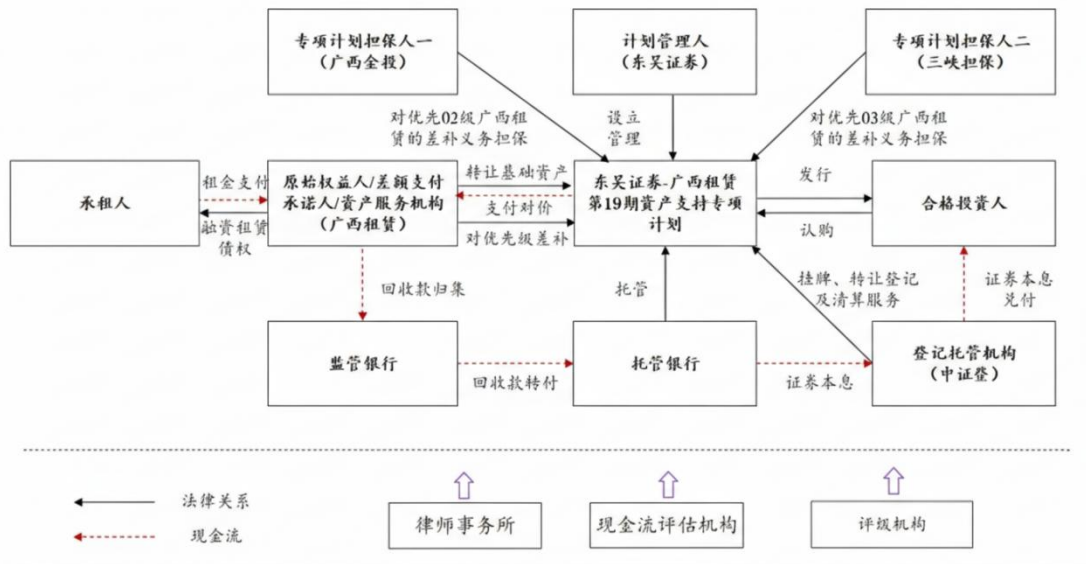 专项计划担保人一
（广西金投）
计划管理人
（东吴证券）
专项计划担保人二
（三峡担保）
对优先02级广西租
赁的差补义务担保
设立
管理
对优先03级广西租
赁的差补义务担保
承租人
租金支付
融资租赁
债权
原始权益人/差额支付
承诺人/资产服务机构
（广西租赁）
转让基础资产
支付对价
对优先级差补
东吴证券-广西租赁
第19期资产支持专项
计划
发行
认购
合格投资人
回收款归集
托管
挂牌、转让登记
及清算服务
证券本息
兑付
监管银行
回收款转付
托管银行
证券本息
登记托管机构
（中证登）
法律关系
现金流
律师事务所
现金流评估机构
评级机构